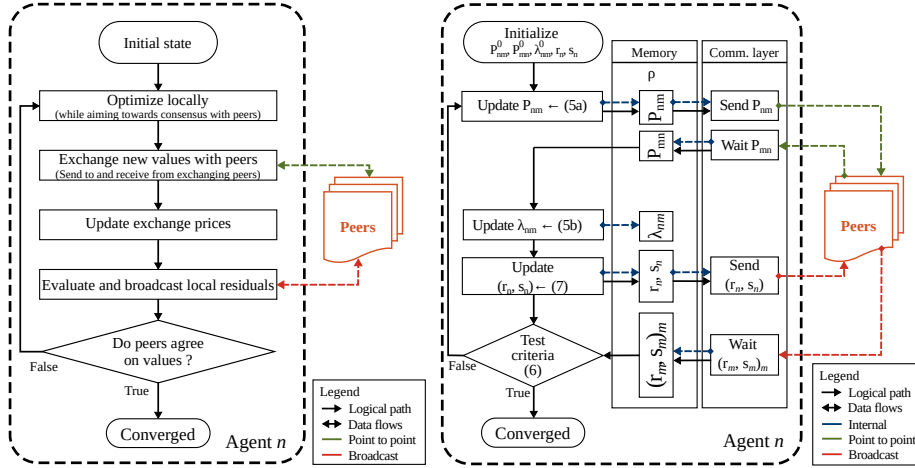 Initial state
Optimize locally
(while aiming towards consensus with peers)
Exchange new values with peers
(Send to and receive from exchanging peers)
Update exchange prices
Evaluate and broadcast local residuals
Do peers agree
on values ?
False
True
Converged
Agent n
Peers
Legend
Logical path
Data flows
Point to point
Broadcast
Initialize
P⁰ₙₘ, P⁰ₘₙ, λ⁰ₙₘ, rₙ, sₙ
Memory
Comm. layer
ρ
Update Pₙₘ ← (5a)
Pₙₘ
Send Pₙₘ
Pₘₙ
Wait Pₘₙ
Update λₙₘ ← (5b)
λₙₘ
Update
(rₙ, sₙ)← (7)
rₙ, sₙ
Send
(rₙ, sₙ)
Test
criteria
(6)
(rₘ, sₘ)ₘ
Wait
(rₘ, sₘ)ₘ
False
True
Converged
Agent n
Peers
Legend
Logical path
Data flows
Internal
Point to point
Broadcast